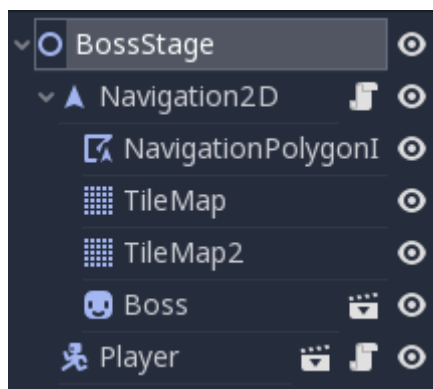 BossStage
Navigation2D
NavigationPolygonI
TileMap
TileMap2
Boss
Player